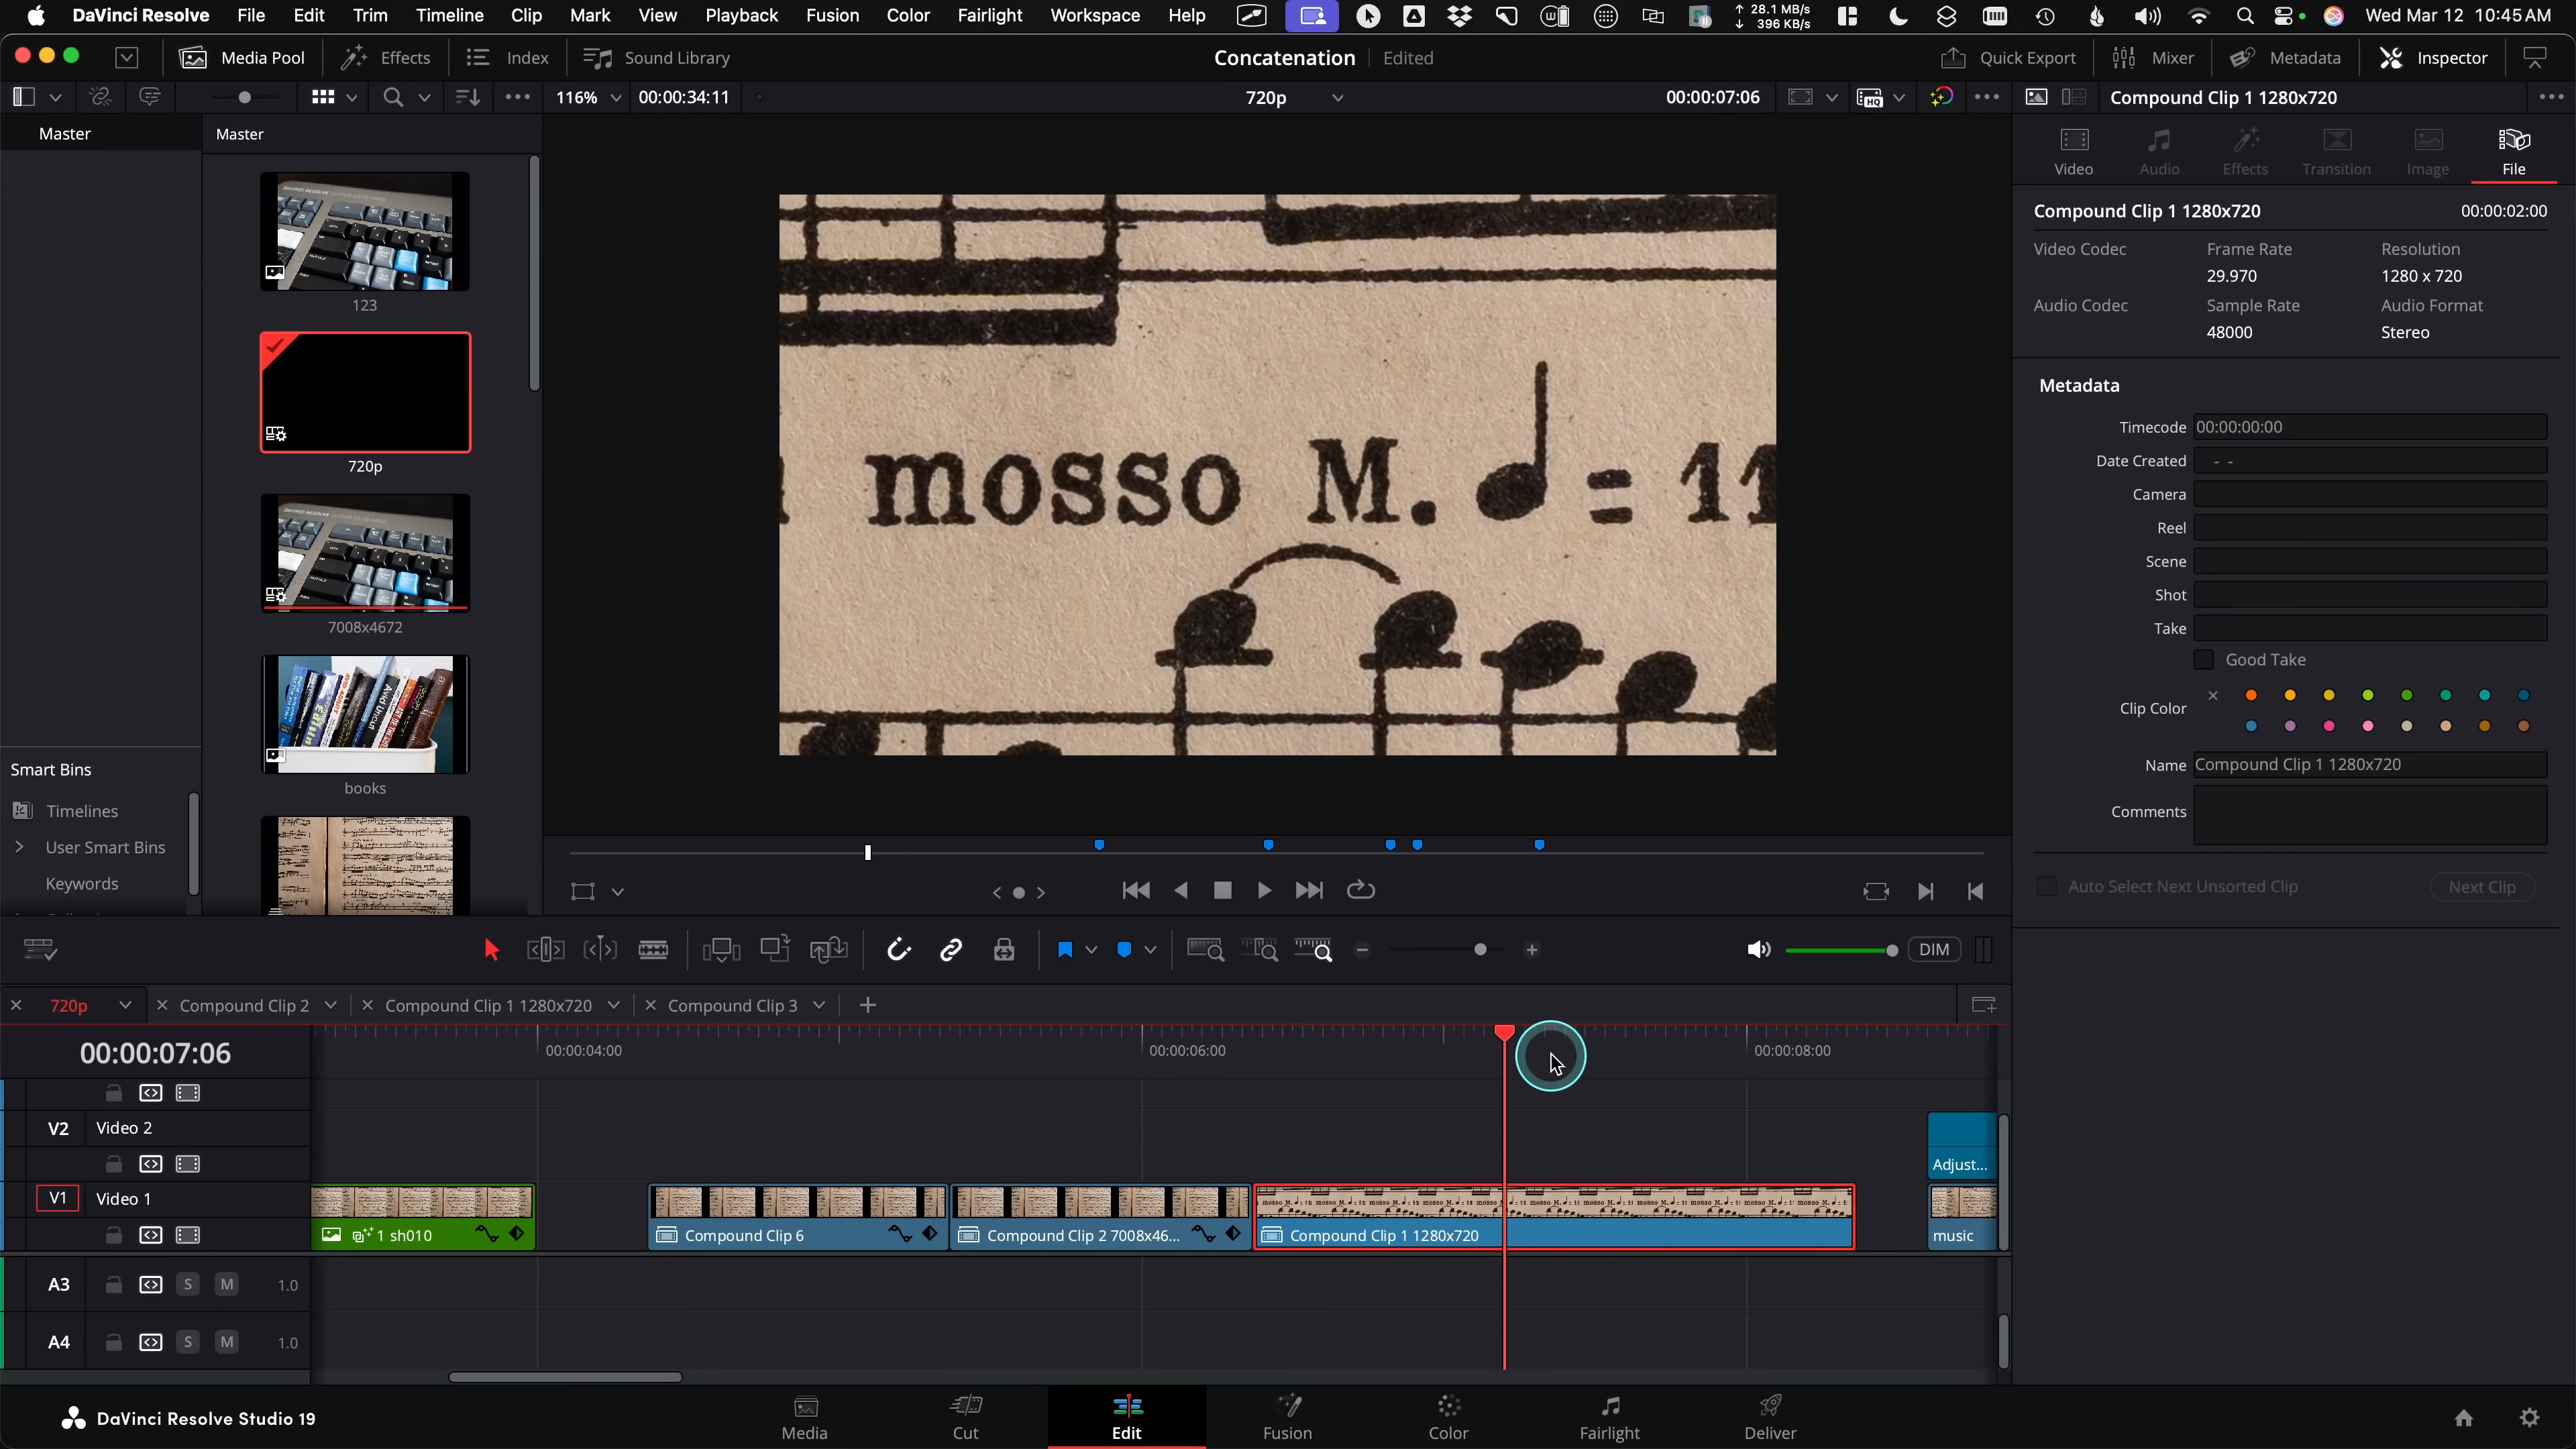 DaVinci Resolve File Edit Trim Timeline Clip Mark View Playback Fusion Color Fairlight Workspace Help
↑ 28.1 MB/s
↓ 396 KB/s
Wed Mar 12 10:45 AM
Media Pool Effects Index Sound Library
Concatenation Edited
Quick Export Mixer Metadata Inspector
116% 00:00:34:11 720p 00:00:07:06
Compound Clip 1 1280x720
Master
Master
123
720p
7008x4672
books
Smart Bins
Timelines
User Smart Bins
Keywords
mosso M. ♩ = 11
Video Audio Effects Transition Image File
Compound Clip 1 1280x720 00:00:02:00
Video Codec Frame Rate Resolution
29.970 1280 x 720
Audio Codec Sample Rate Audio Format
48000 Stereo
Metadata
Timecode 00:00:00:00
Date Created - -
Camera
Reel
Scene
Shot
Take
Good Take
Clip Color
Name Compound Clip 1 1280x720
Comments
Auto Select Next Unsorted Clip Next Clip
DIM
720p Compound Clip 2 Compound Clip 1 1280x720 Compound Clip 3
00:00:07:06
00:00:04:00 00:00:06:00 00:00:08:00
V2 Video 2
Adjust...
V1 Video 1
1 sh010 Compound Clip 6 Compound Clip 2 7008x46... Compound Clip 1 1280x720 music
A3 S M 1.0
A4 S M 1.0
DaVinci Resolve Studio 19
Media Cut Edit Fusion Color Fairlight Deliver